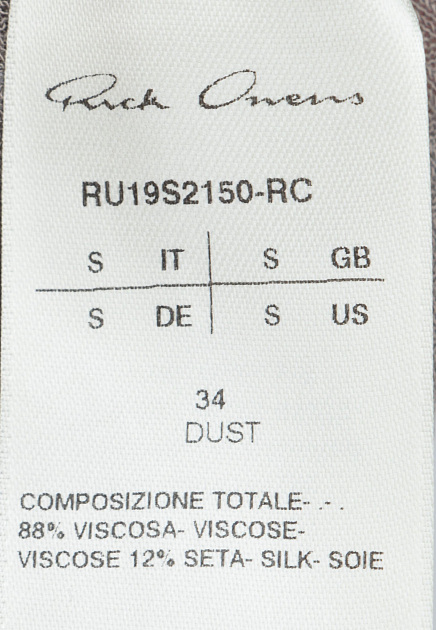 Rick Owens
RU19S2150-RC
S IT S GB
S DE S US
34
DUST
COMPOSIZIONE TOTALE- .- .
88% VISCOSA- VISCOSE-
VISCOSE 12% SETA- SILK- SOIE